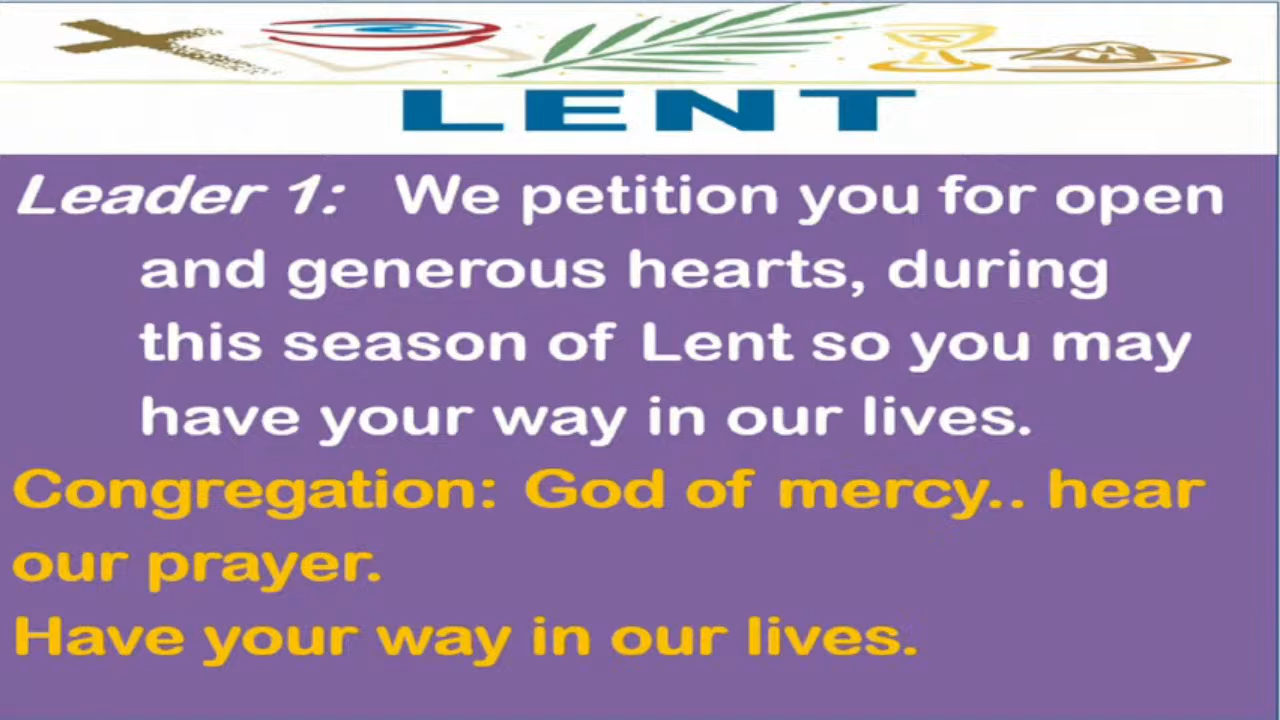 LENT
Leader 1: We petition you for open
and generous hearts, during
this season of Lent so you may
have your way in our lives.
Congregation: God of mercy.. hear
our prayer.
Have your way in our lives.